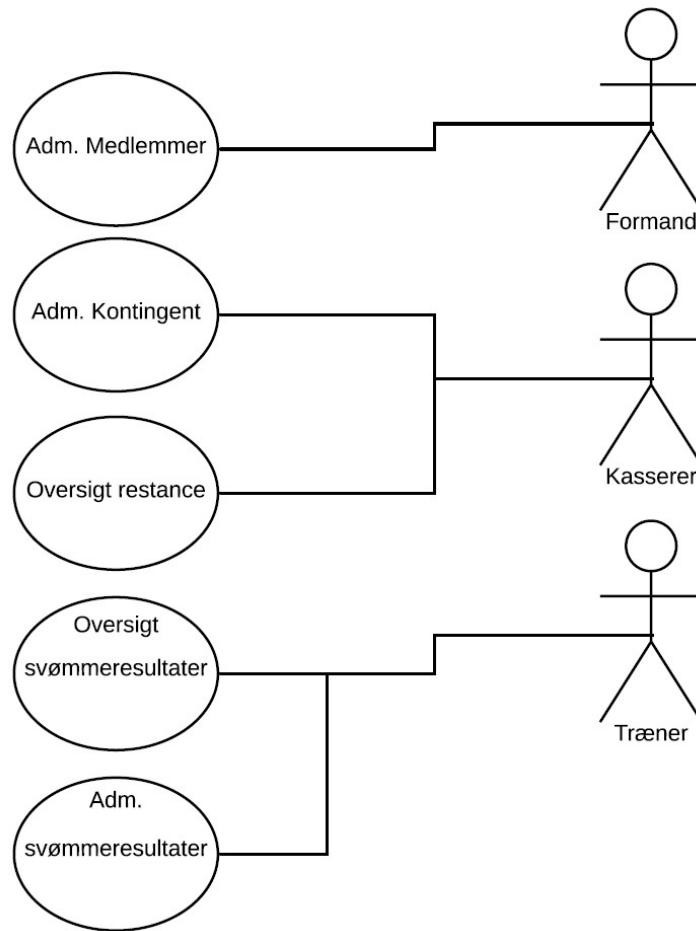 Adm. Medlemmer
Formand
Adm. Kontingent
Kasserer
Oversigt restance
Oversigt
svømmeresultater
Træner
Adm.
svømmeresultater